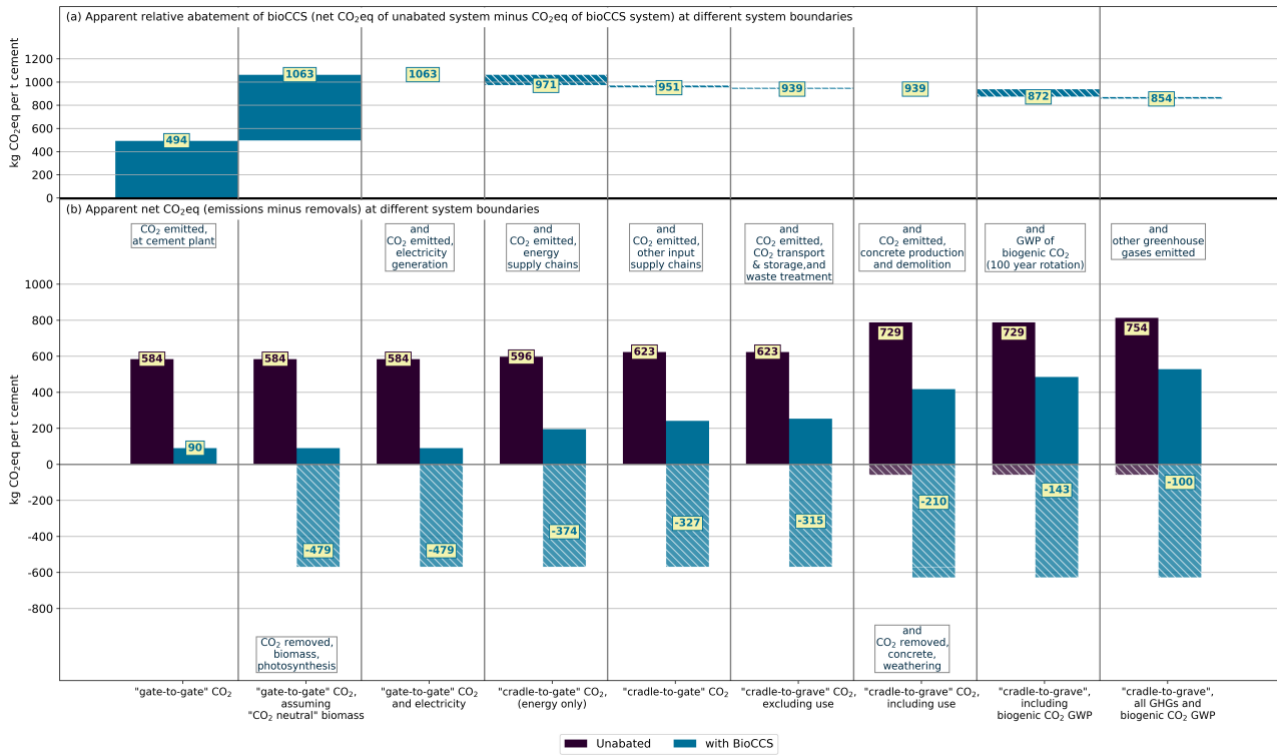 (a) Apparent relative abatement of bioCCS (net CO₂eq of unabated system minus CO₂eq of bioCCS system) at different system boundaries
kg CO₂eq per t cement
1200
1000
800
600
400
200
0
494
1063
1063
971
951
939
939
872
854
(b) Apparent net CO₂eq (emissions minus removals) at different system boundaries
CO₂ emitted,
at cement plant
and
CO₂ emitted,
electricity
generation
and
CO₂ emitted,
energy
supply chains
and
CO₂ emitted,
other input
supply chains
and
CO₂ emitted,
CO₂ transport
& storage,and
waste treatment
and
CO₂ emitted,
concrete production
and demolition
and
GWP of
biogenic CO₂
(100 year rotation)
and
other greenhouse
gases emitted
kg CO₂eq per t cement
1000
800
600
400
200
0
-200
-400
-600
-800
584
90
584
-479
584
-479
596
-374
623
-327
623
-315
729
-210
729
-143
754
-100
CO₂ removed,
biomass,
photosynthesis
and
CO₂ removed,
concrete,
weathering
"gate-to-gate" CO₂
"gate-to-gate" CO₂,
assuming
"CO₂ neutral" biomass
"gate-to-gate" CO₂
and electricity
"cradle-to-gate" CO₂,
(energy only)
"cradle-to-gate" CO₂
"cradle-to-grave" CO₂,
excluding use
"cradle-to-grave" CO₂,
including use
"cradle-to-grave",
including
biogenic CO₂ GWP
"cradle-to-grave",
all GHGs and
biogenic CO₂ GWP
Unabated
with BioCCS